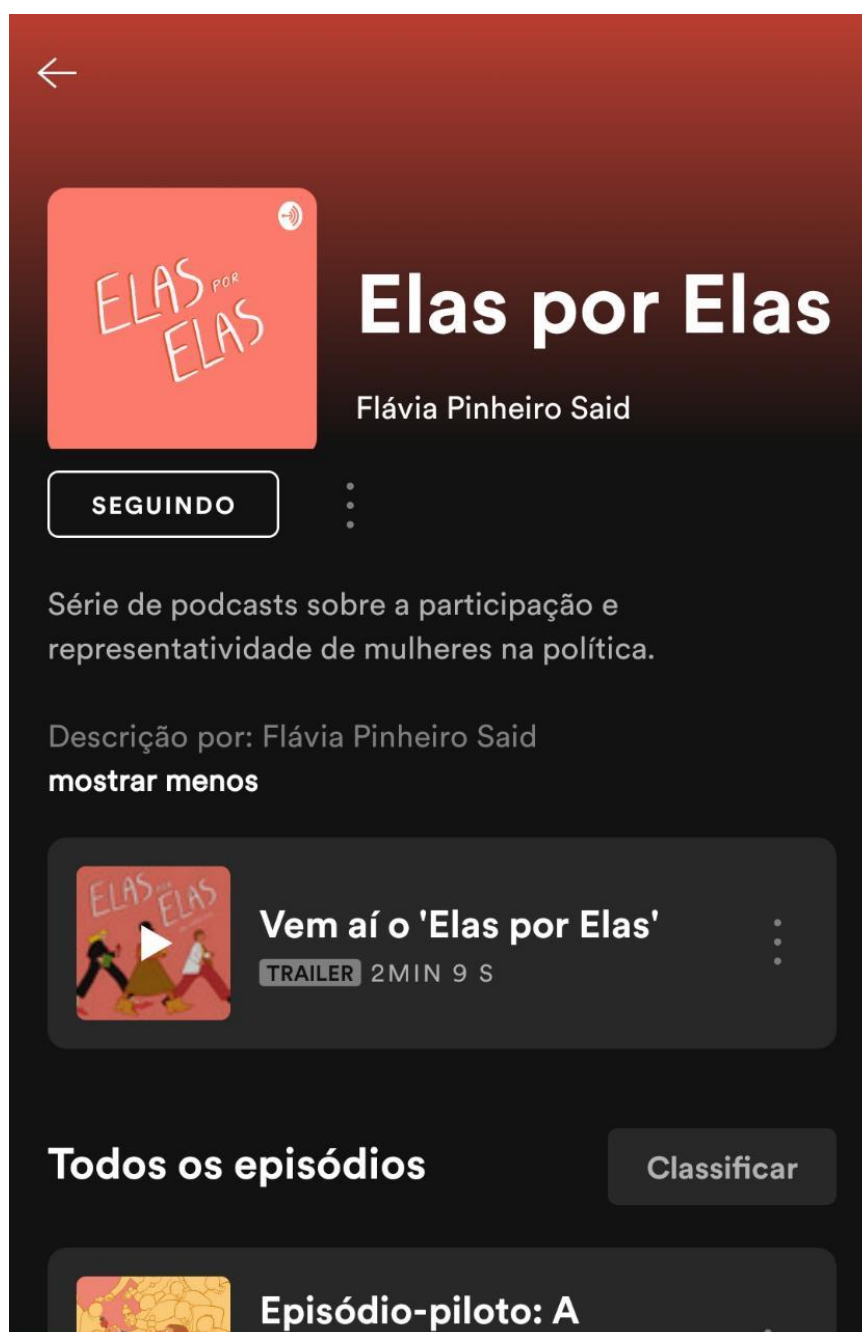 ELAS POR
ELAS
Elas por Elas
Flávia Pinheiro Said
SEGUINDO
Série de podcasts sobre a participação e
representatividade de mulheres na política.
Descrição por: Flávia Pinheiro Said
mostrar menos
ELAS POR ELAS
Vem aí o 'Elas por Elas'
TRAILER 2MIN 9 S
Todos os episódios
Classificar
Episódio-piloto: A